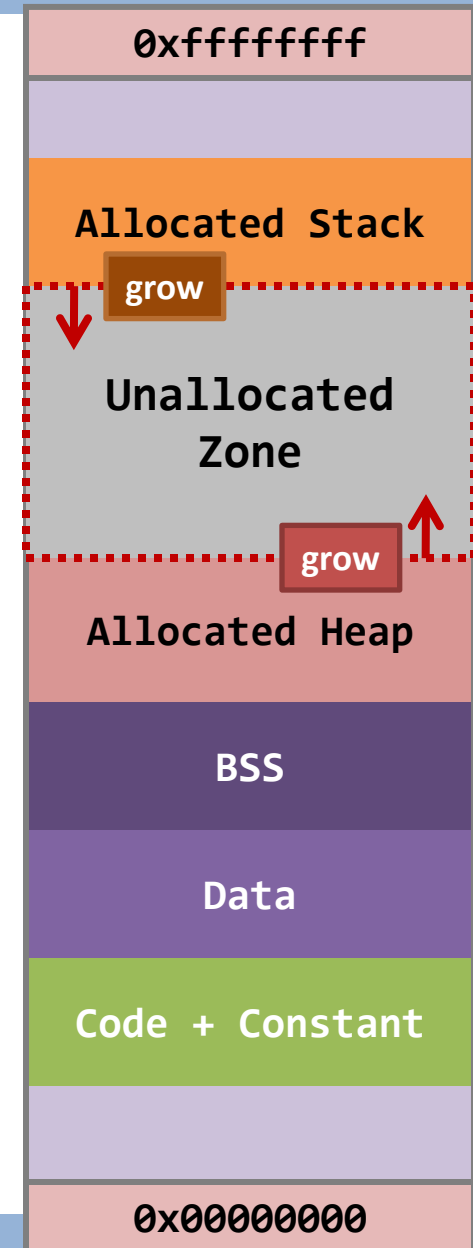 0xffffffff
Allocated Stack
grow
Unallocated
Zone
grow
Allocated Heap
BSS
Data
Code + Constant
0x00000000